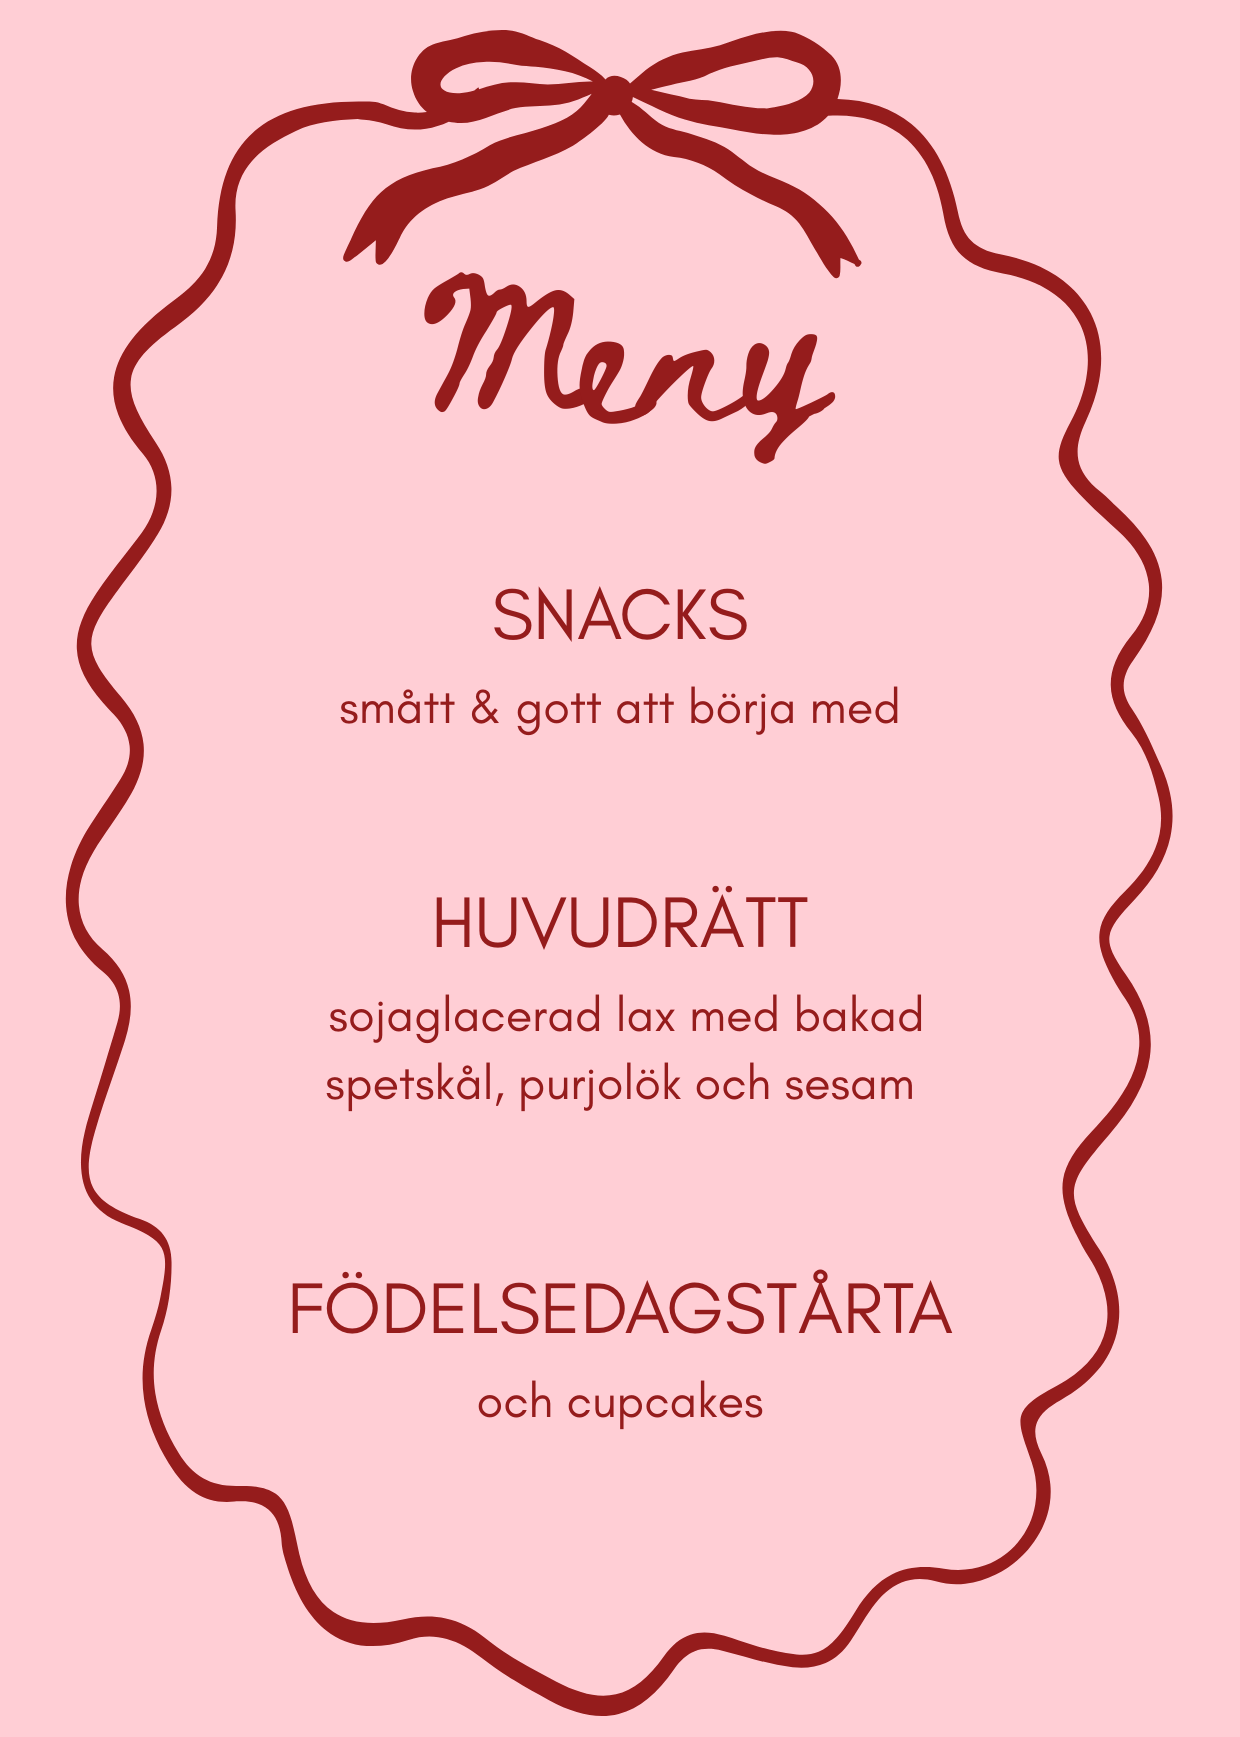 Meny
SNACKS
smått & gott att börja med
HUVUDRÄTT
sojaglacerad lax med bakad
spetskål, purjolök och sesam
FÖDELSEDAGSTÅRTA
och cupcakes